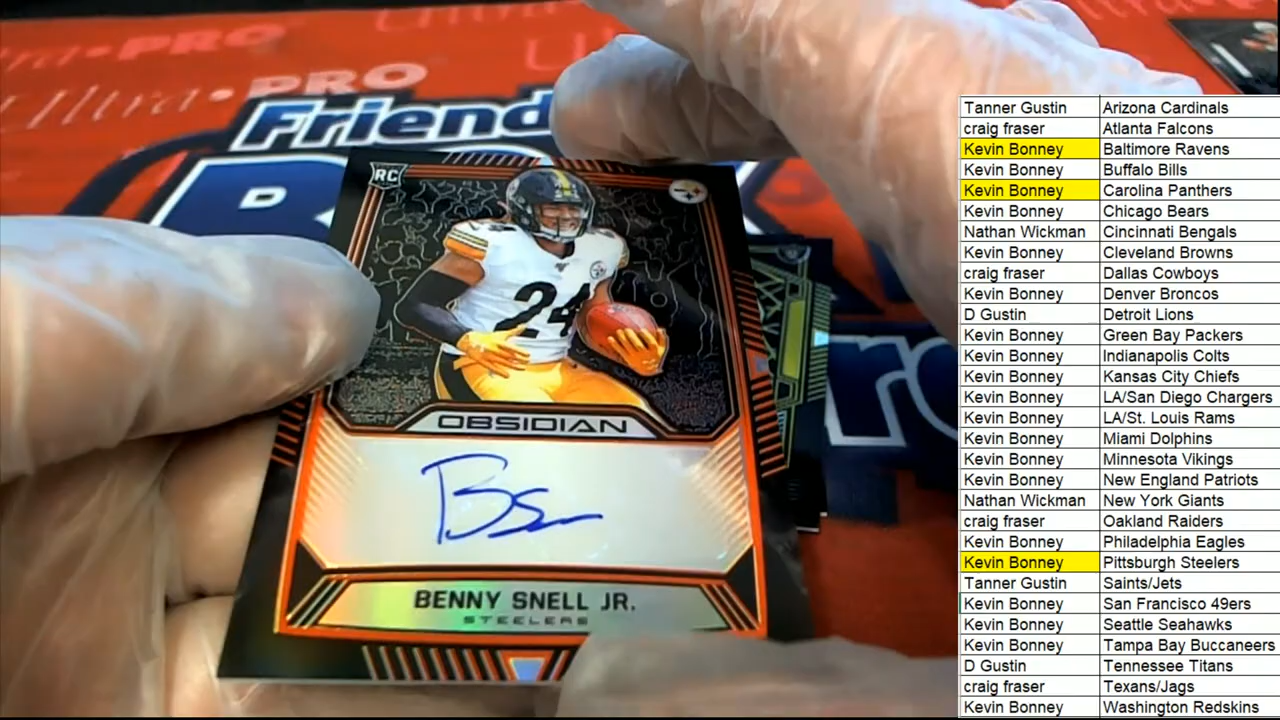 Ultra•PRO
Ultra•PRO
Friend
RC
24
OBSIDIAN
BS
BENNY SNELL JR.
STEELERS
Tanner Gustin Arizona Cardinals
craig fraser Atlanta Falcons
Kevin Bonney Baltimore Ravens
Kevin Bonney Buffalo Bills
Kevin Bonney Carolina Panthers
Kevin Bonney Chicago Bears
Nathan Wickman Cincinnati Bengals
Kevin Bonney Cleveland Browns
craig fraser Dallas Cowboys
Kevin Bonney Denver Broncos
D Gustin Detroit Lions
Kevin Bonney Green Bay Packers
Kevin Bonney Indianapolis Colts
Kevin Bonney Kansas City Chiefs
Kevin Bonney LA/San Diego Chargers
Kevin Bonney LA/St. Louis Rams
Kevin Bonney Miami Dolphins
Kevin Bonney Minnesota Vikings
Kevin Bonney New England Patriots
Nathan Wickman New York Giants
craig fraser Oakland Raiders
Kevin Bonney Philadelphia Eagles
Kevin Bonney Pittsburgh Steelers
Tanner Gustin Saints/Jets
Kevin Bonney San Francisco 49ers
Kevin Bonney Seattle Seahawks
Kevin Bonney Tampa Bay Buccaneers
D Gustin Tennessee Titans
craig fraser Texans/Jags
Kevin Bonney Washington Redskins